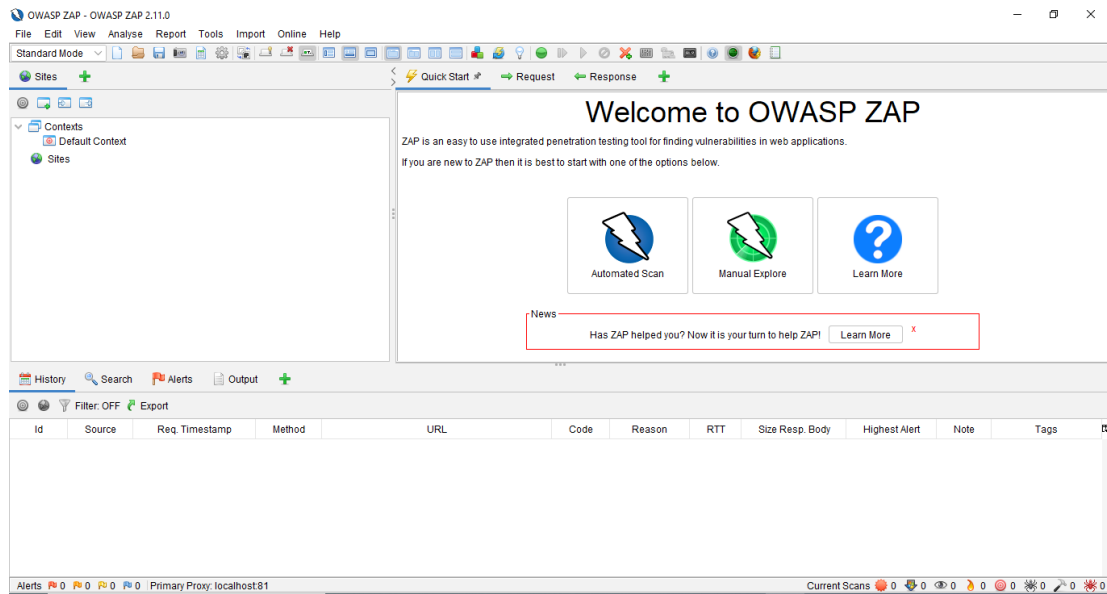 OWASP ZAP - OWASP ZAP 2.11.0
File Edit View Analyse Report Tools Import Online Help
Standard Mode
Sites
Quick Start Request Response
Contexts
Default Context
Sites
Welcome to OWASP ZAP
ZAP is an easy to use integrated penetration testing tool for finding vulnerabilities in web applications.
If you are new to ZAP then it is best to start with one of the options below.
Automated Scan Manual Explore Learn More
News
Has ZAP helped you? Now it is your turn to help ZAP! Learn More x
History Search Alerts Output
Filter: OFF Export
Id Source Req. Timestamp Method URL Code Reason RTT Size Resp. Body Highest Alert Note Tags
Alerts 0 0 0 0 Primary Proxy: localhost:81 Current Scans 0 0 0 0 0 0 0 0